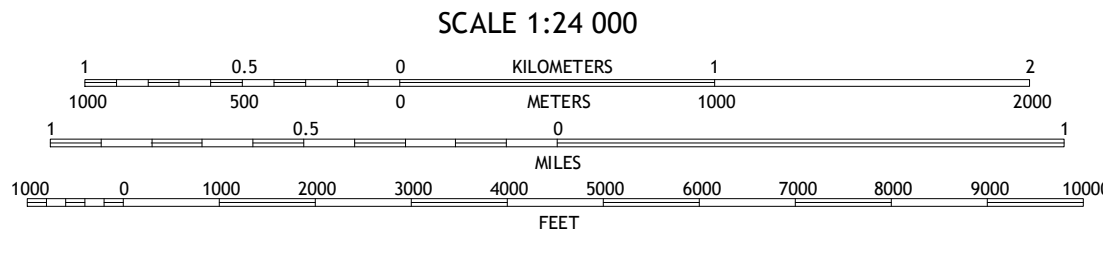 SCALE 1:24 000
1 0.5 0 KILOMETERS 1 2
1000 500 0 METERS 1000 2000
1 0.5 0 1
MILES
1000 0 1000 2000 3000 4000 5000 6000 7000 8000 9000 10000
FEET